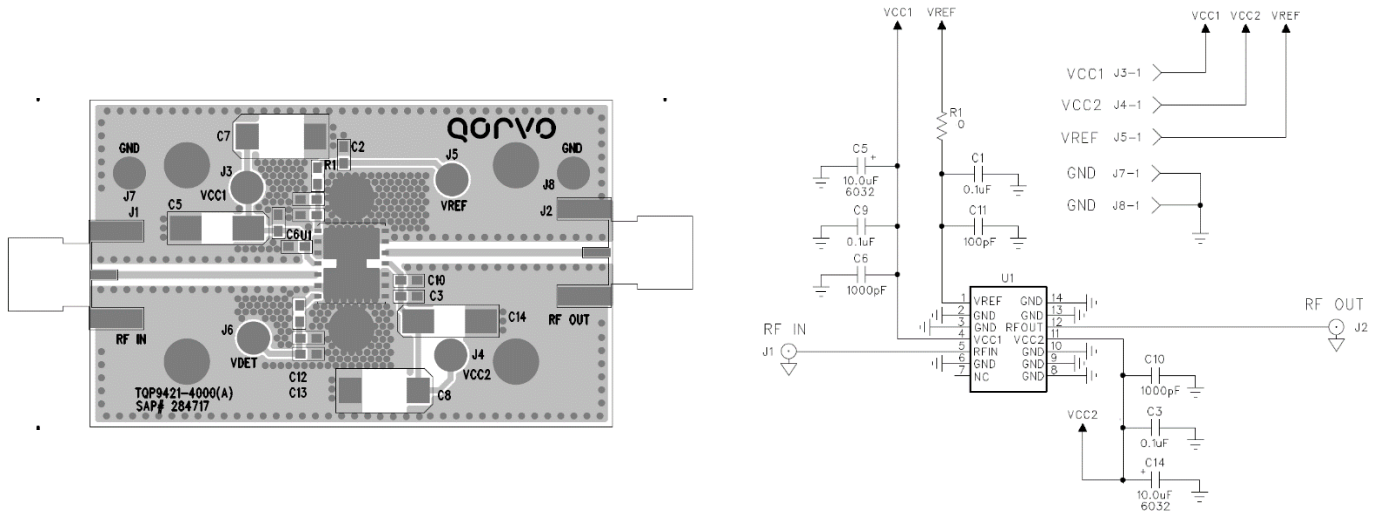 QORVO
C7
C2
GND
J3
R1
J5
GND
J7
VCC1
VREF
J8
J1
C5
J2
C6
U1
C10
C3
C14
RF IN
J6
VDET
RF OUT
J4
VCC2
C12
C13
C8
TQP9421-4000(A)
SAP# 284717
VCC1 VREF
VCC1 VCC2 VREF
VCC1 J3-1
VCC2 J4-1
VREF J5-1
GND J7-1
GND J8-1
R1
0
C5
+
10.0uF
6032
C1
0.1uF
C9
0.1uF
C11
100pF
C6
1000pF
U1
1 VREF GND 14
2 GND GND 13
3 GND RFOUT 12
4 VCC1 VCC2 11
5 RFIN GND 10
6 GND GND 9
7 NC GND 8
RF IN
J1
RF OUT
J2
C10
1000pF
VCC2
C3
0.1uF
+ C14
10.0uF
6032